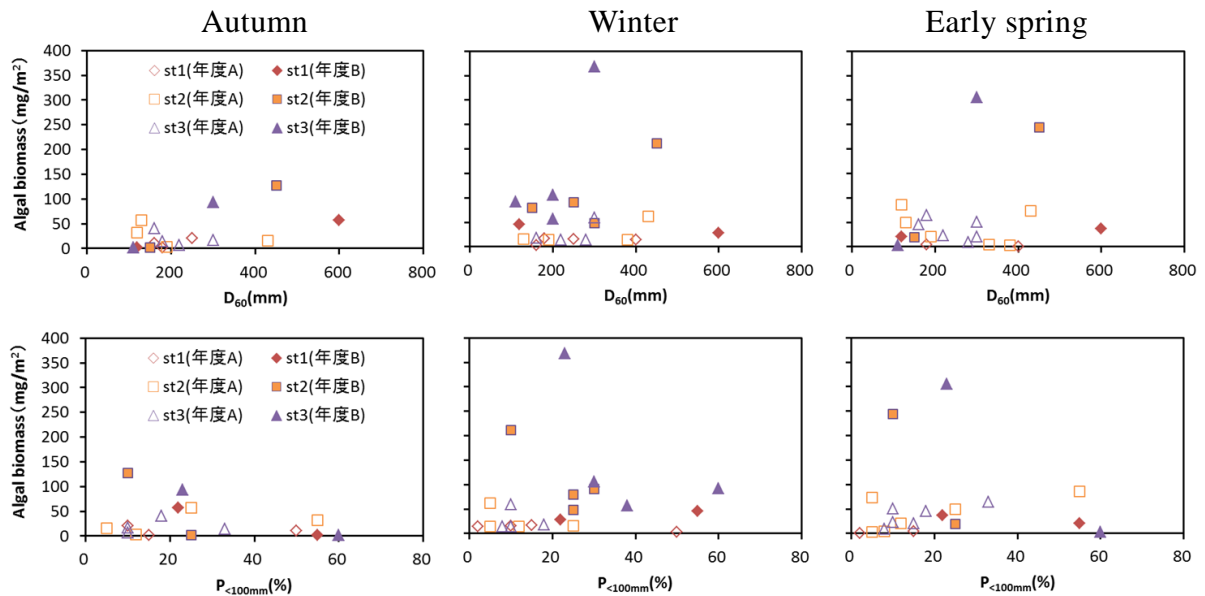 Autumn
Winter
Early spring
Algal biomass (mg/m²)
400
350
300
250
200
150
100
50
0
st1(年度A)
st1(年度B)
st2(年度A)
st2(年度B)
st3(年度A)
st3(年度B)
0 200 400 600 800
D60(mm)
0 200 400 600 800
D60(mm)
0 200 400 600 800
D60(mm)
Algal biomass (mg/m²)
400
350
300
250
200
150
100
50
0
st1(年度A)
st1(年度B)
st2(年度A)
st2(年度B)
st3(年度A)
st3(年度B)
0 20 40 60 80
P<100mm(%)
0 20 40 60 80
P<100mm(%)
0 20 40 60 80
P<100mm(%)